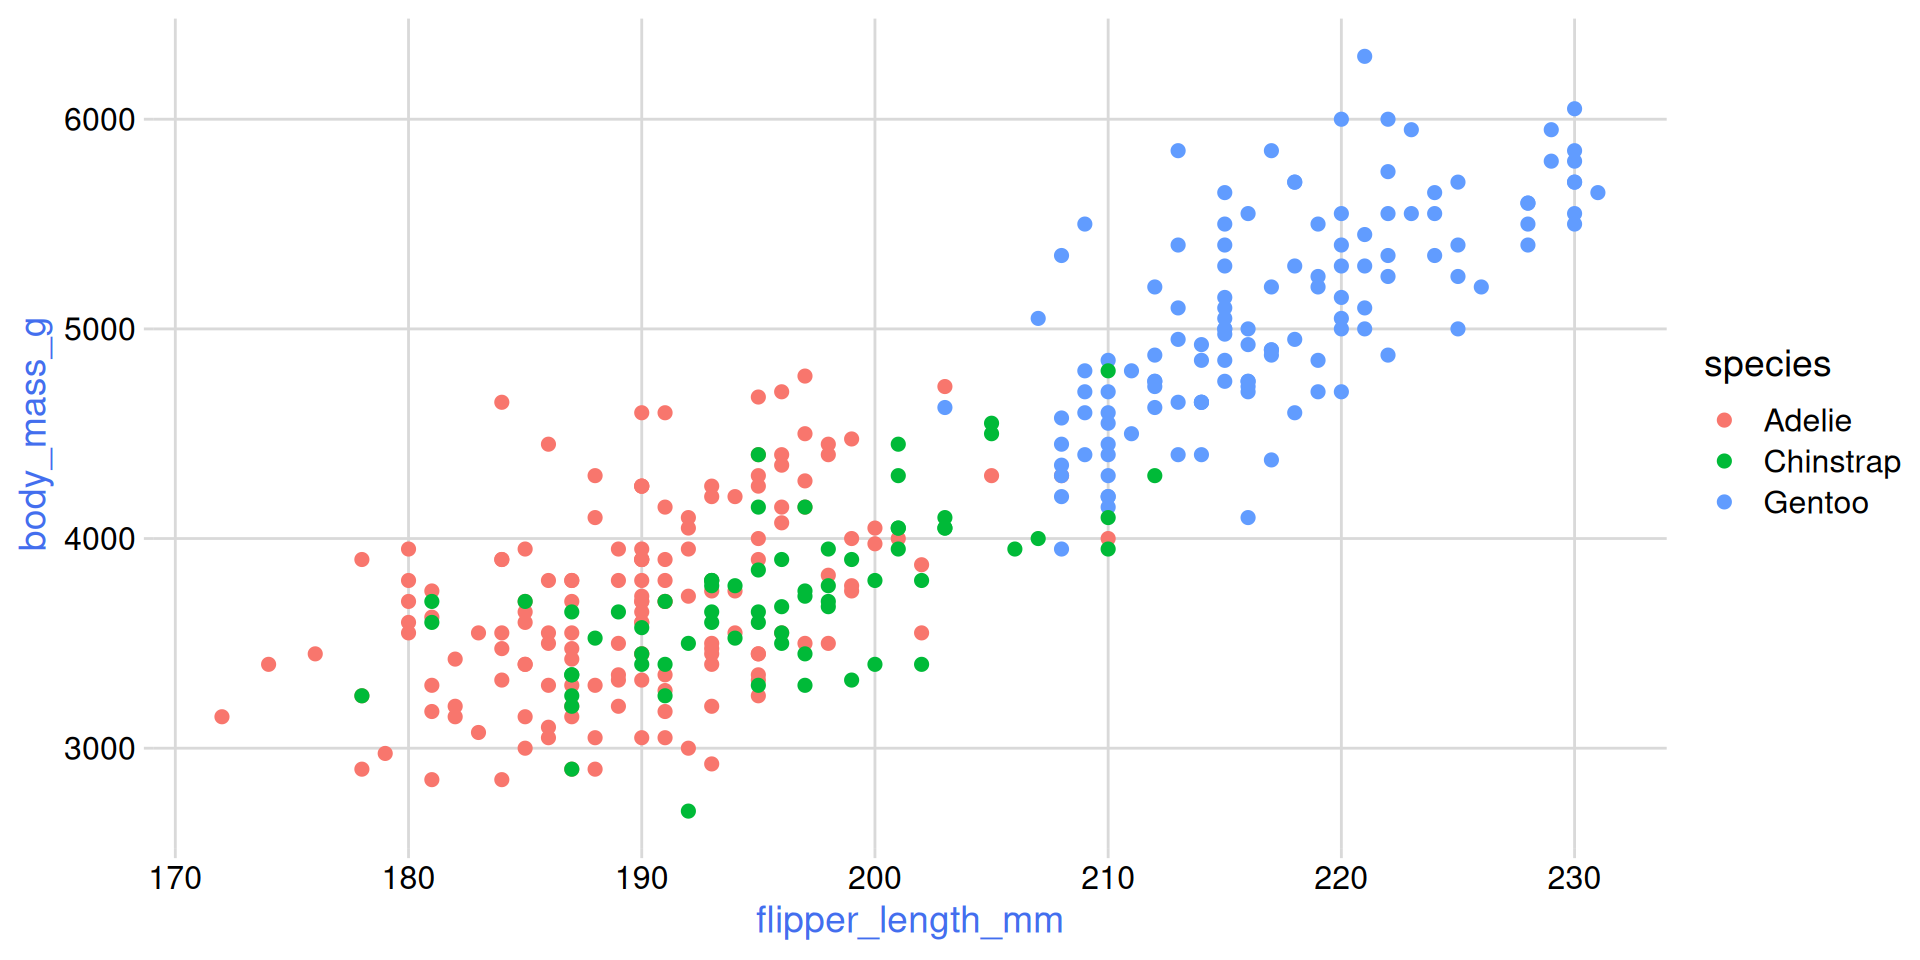 6000
5000
4000
3000
body_mass_g
170 180 190 200 210 220 230
flipper_length_mm
species
Adelie
Chinstrap
Gentoo